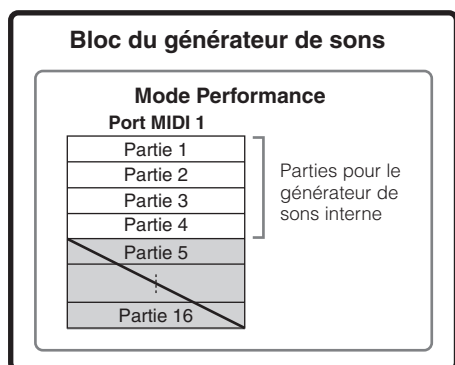 Bloc du générateur de sons
Mode Performance
Port MIDI 1
Partie 1
Partie 2
Partie 3
Partie 4
Partie 5
Partie 16
Parties pour le
générateur de
sons interne